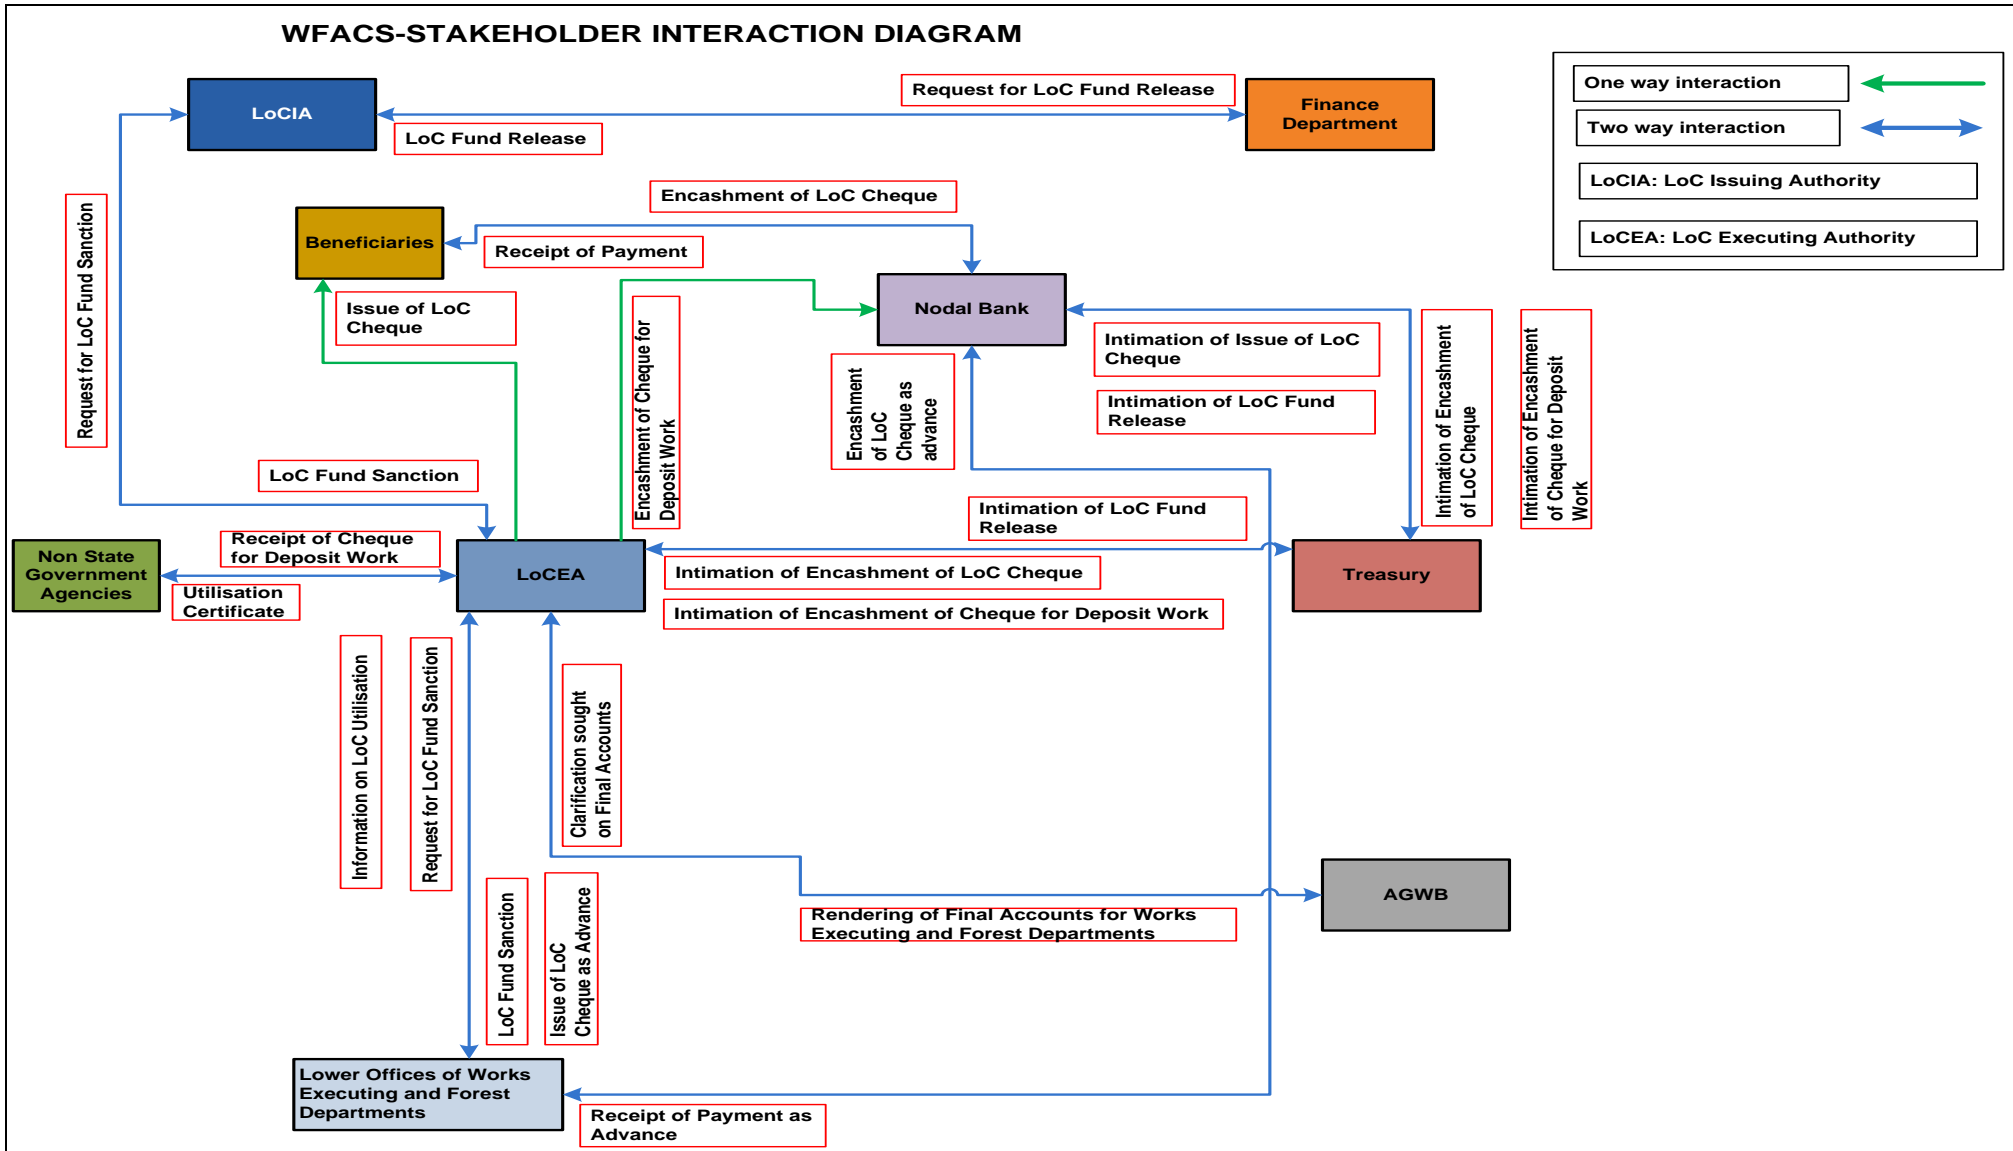 WFACS-STAKEHOLDER INTERACTION DIAGRAM
One way interaction
Two way interaction
LoCIA: LoC Issuing Authority
LoCEA: LoC Executing Authority
LoCIA
Request for LoC Fund Release
LoC Fund Release
Finance
Department
Request for LoC Fund Sanction
Encashment of LoC Cheque
Beneficiaries
Receipt of Payment
Issue of LoC
Cheque
Nodal Bank
Encashment of Cheque for
Deposit Work
Encashment
of LoC
Cheque as
advance
Intimation of Issue of LoC
Cheque
Intimation of LoC Fund
Release
Intimation of Encashment
of LoC Cheque
Intimation of Encashment
of Cheque for Deposit
Work
LoC Fund Sanction
Intimation of LoC Fund
Release
Non State
Government
Agencies
Receipt of Cheque
for Deposit Work
Utilisation
Certificate
LoCEA
Intimation of Encashment of LoC Cheque
Intimation of Encashment of Cheque for Deposit Work
Treasury
Information on LoC Utilisation
Request for LoC Fund Sanction
Clarification sought
on Final Accounts
LoC Fund Sanction
Issue of LoC
Cheque as Advance
AGWB
Rendering of Final Accounts for Works
Executing and Forest Departments
Lower Offices of Works
Executing and Forest
Departments
Receipt of Payment as
Advance